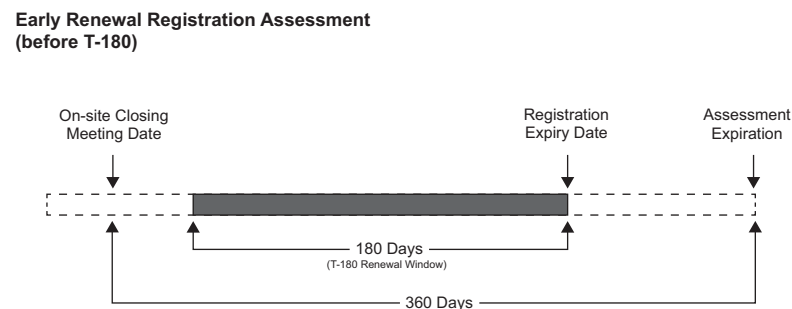 Early Renewal Registration Assessment
(before T-180)
On-site Closing
Meeting Date
Registration
Expiry Date
Assessment
Expiration
180 Days
(T-180 Renewal Window)
360 Days